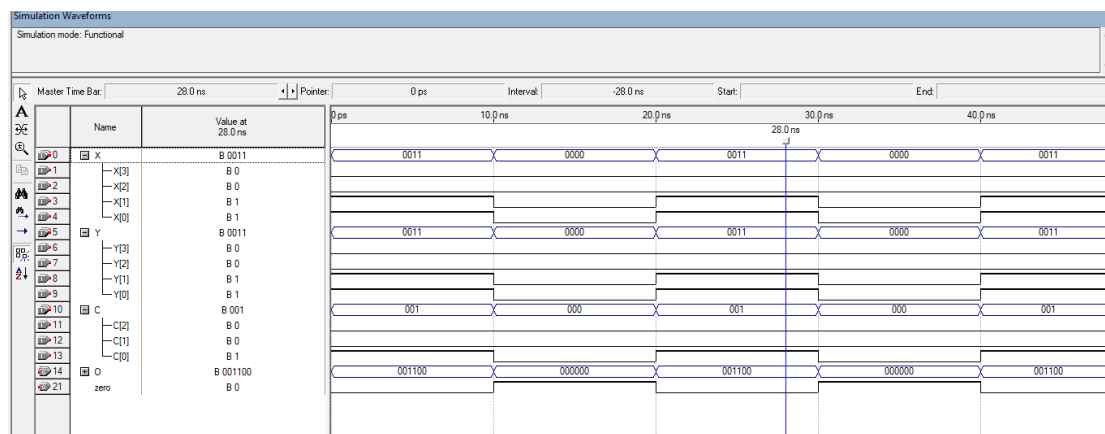 Simulation Waveforms
Simulation mode: Functional
Master Time Bar: 28.0 ns Pointer: 0 ps Interval: -28.0 ns Start: End:
Name Value at 28.0 ns 0 ps 10.0 ns 20.0 ns 30.0 ns 40.0 ns
28.0 ns
0 X B 0011 0011 0000 0011 0000 0011
1 X[3] B 0
2 X[2] B 0
3 X[1] B 1
4 X[0] B 1
5 Y B 0011 0011 0000 0011 0000 0011
6 Y[3] B 0
7 Y[2] B 0
8 Y[1] B 1
9 Y[0] B 1
10 C B 001 001 000 001 000 001
11 C[2] B 0
12 C[1] B 0
13 C[0] B 1
14 O B 001100 001100 000000 001100 000000 001100
21 zero B 0